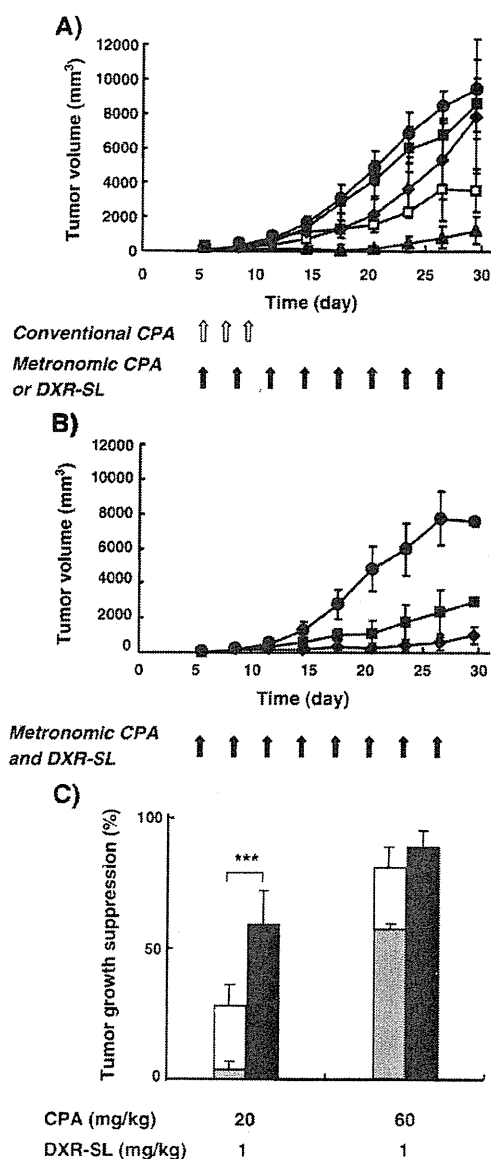 A)
Tumor volume (mm³)
12000
10000
8000
6000
4000
2000
0
0 5 10 15 20 25 30
Time (day)
Conventional CPA
Metronomic CPA
or DXR-SL
B)
Tumor volume (mm³)
12000
10000
8000
6000
4000
2000
0
0 5 10 15 20 25 30
Time (day)
Metronomic CPA
and DXR-SL
C)
Tumor growth suppression (%)
100
50
0
***
CPA (mg/kg) 20 60
DXR-SL (mg/kg) 1 1